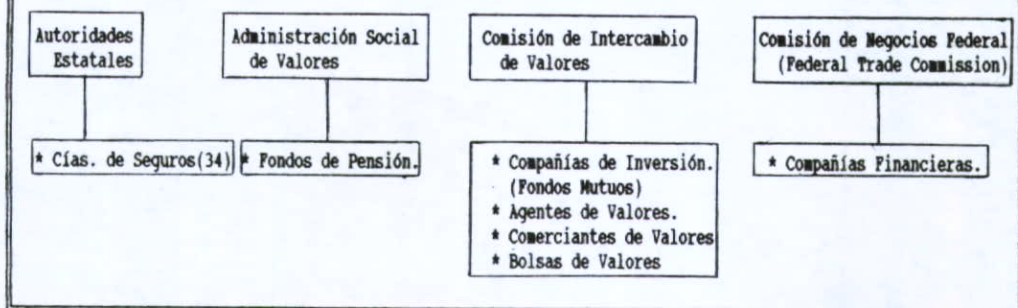 Autoridades
Estatales
Administración Social
de Valores
Comisión de Intercambio
de Valores
Comisión de Negocios Federal
(Federal Trade Commission)
* Cías. de Seguros(34)
* Fondos de Pensión.
* Compañías de Inversión.
(Fondos Mutuos)
* Agentes de Valores.
* Comerciantes de Valores
* Bolsas de Valores
* Compañías Financieras.